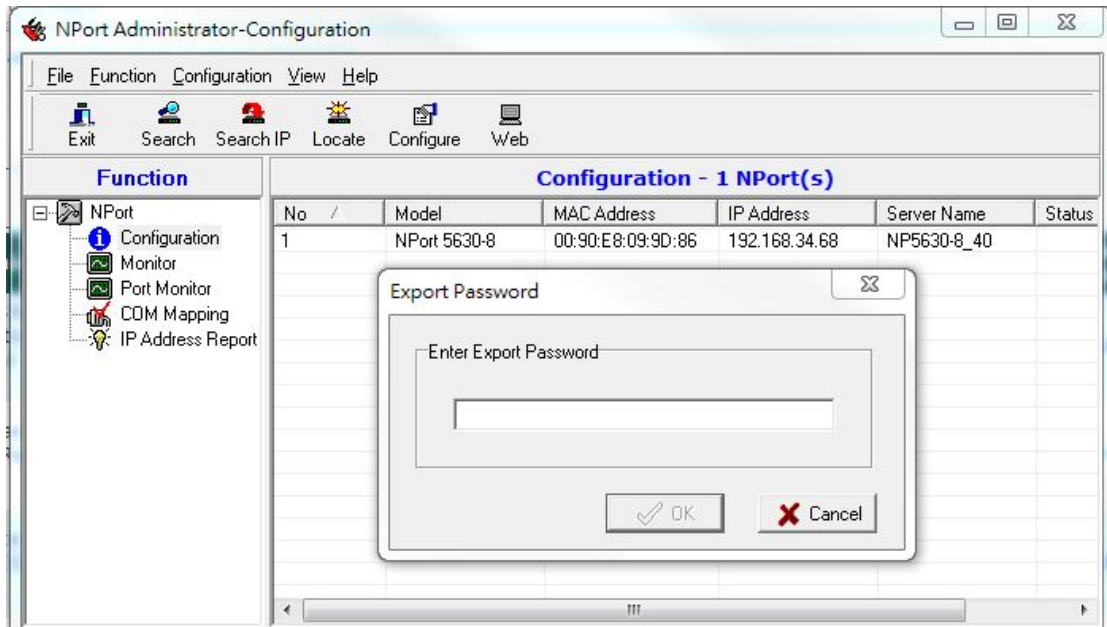 NPort Administrator-Configuration
File Function Configuration View Help
Exit Search Search IP Locate Configure Web
Function
Configuration - 1 NPort(s)
NPort
Configuration
Monitor
Port Monitor
COM Mapping
IP Address Report
No Model MAC Address IP Address Server Name Status
1 NPort 5630-8 00:90:E8:09:9D:86 192.168.34.68 NP5630-8_40
Export Password
Enter Export Password
OK Cancel